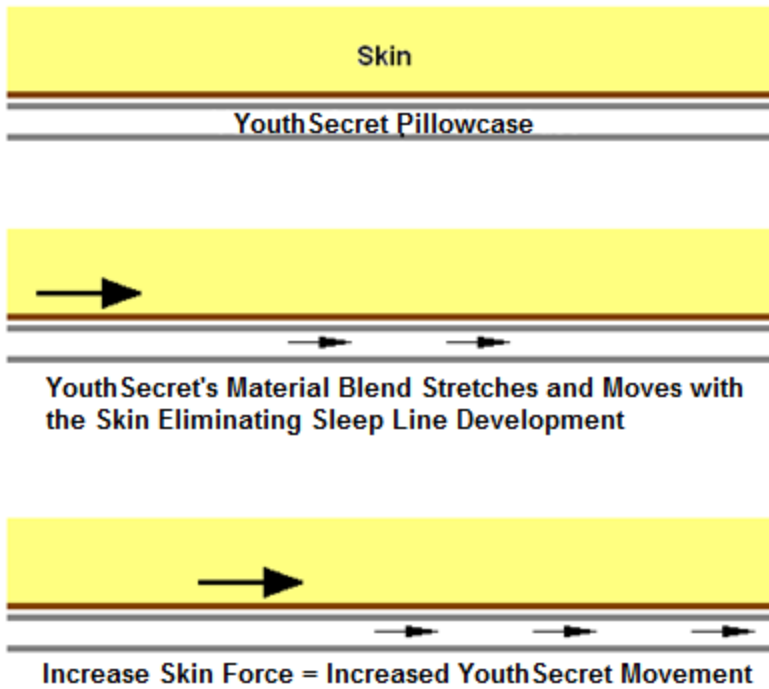 Skin
YouthSecret Pillowcase
YouthSecret's Material Blend Stretches and Moves with
the Skin Eliminating Sleep Line Development
Increase Skin Force = Increased YouthSecret Movement